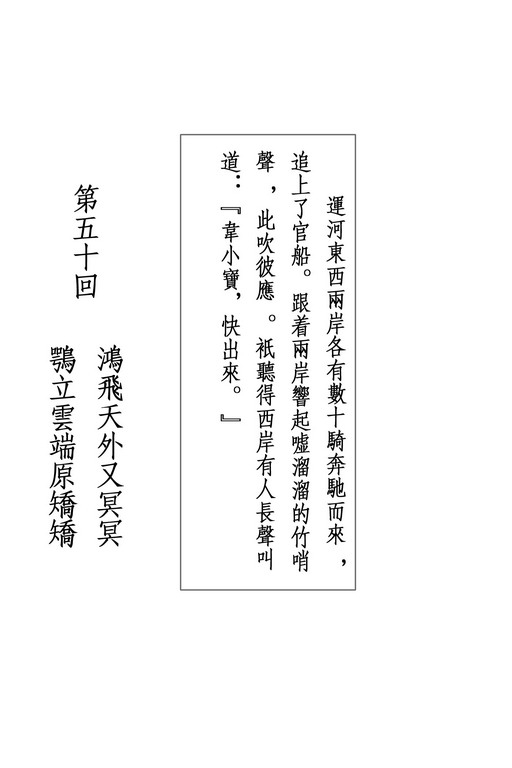 運河東西兩岸各有數十騎奔馳而來，
追上了官船。跟着兩岸響起噓溜溜的竹哨
聲，此吹彼應。衹聽得西岸有人長聲叫
道：『韋小寶，快出來。』
第五十回
鴻飛天外又冥冥
鶚立雲端原矯矯